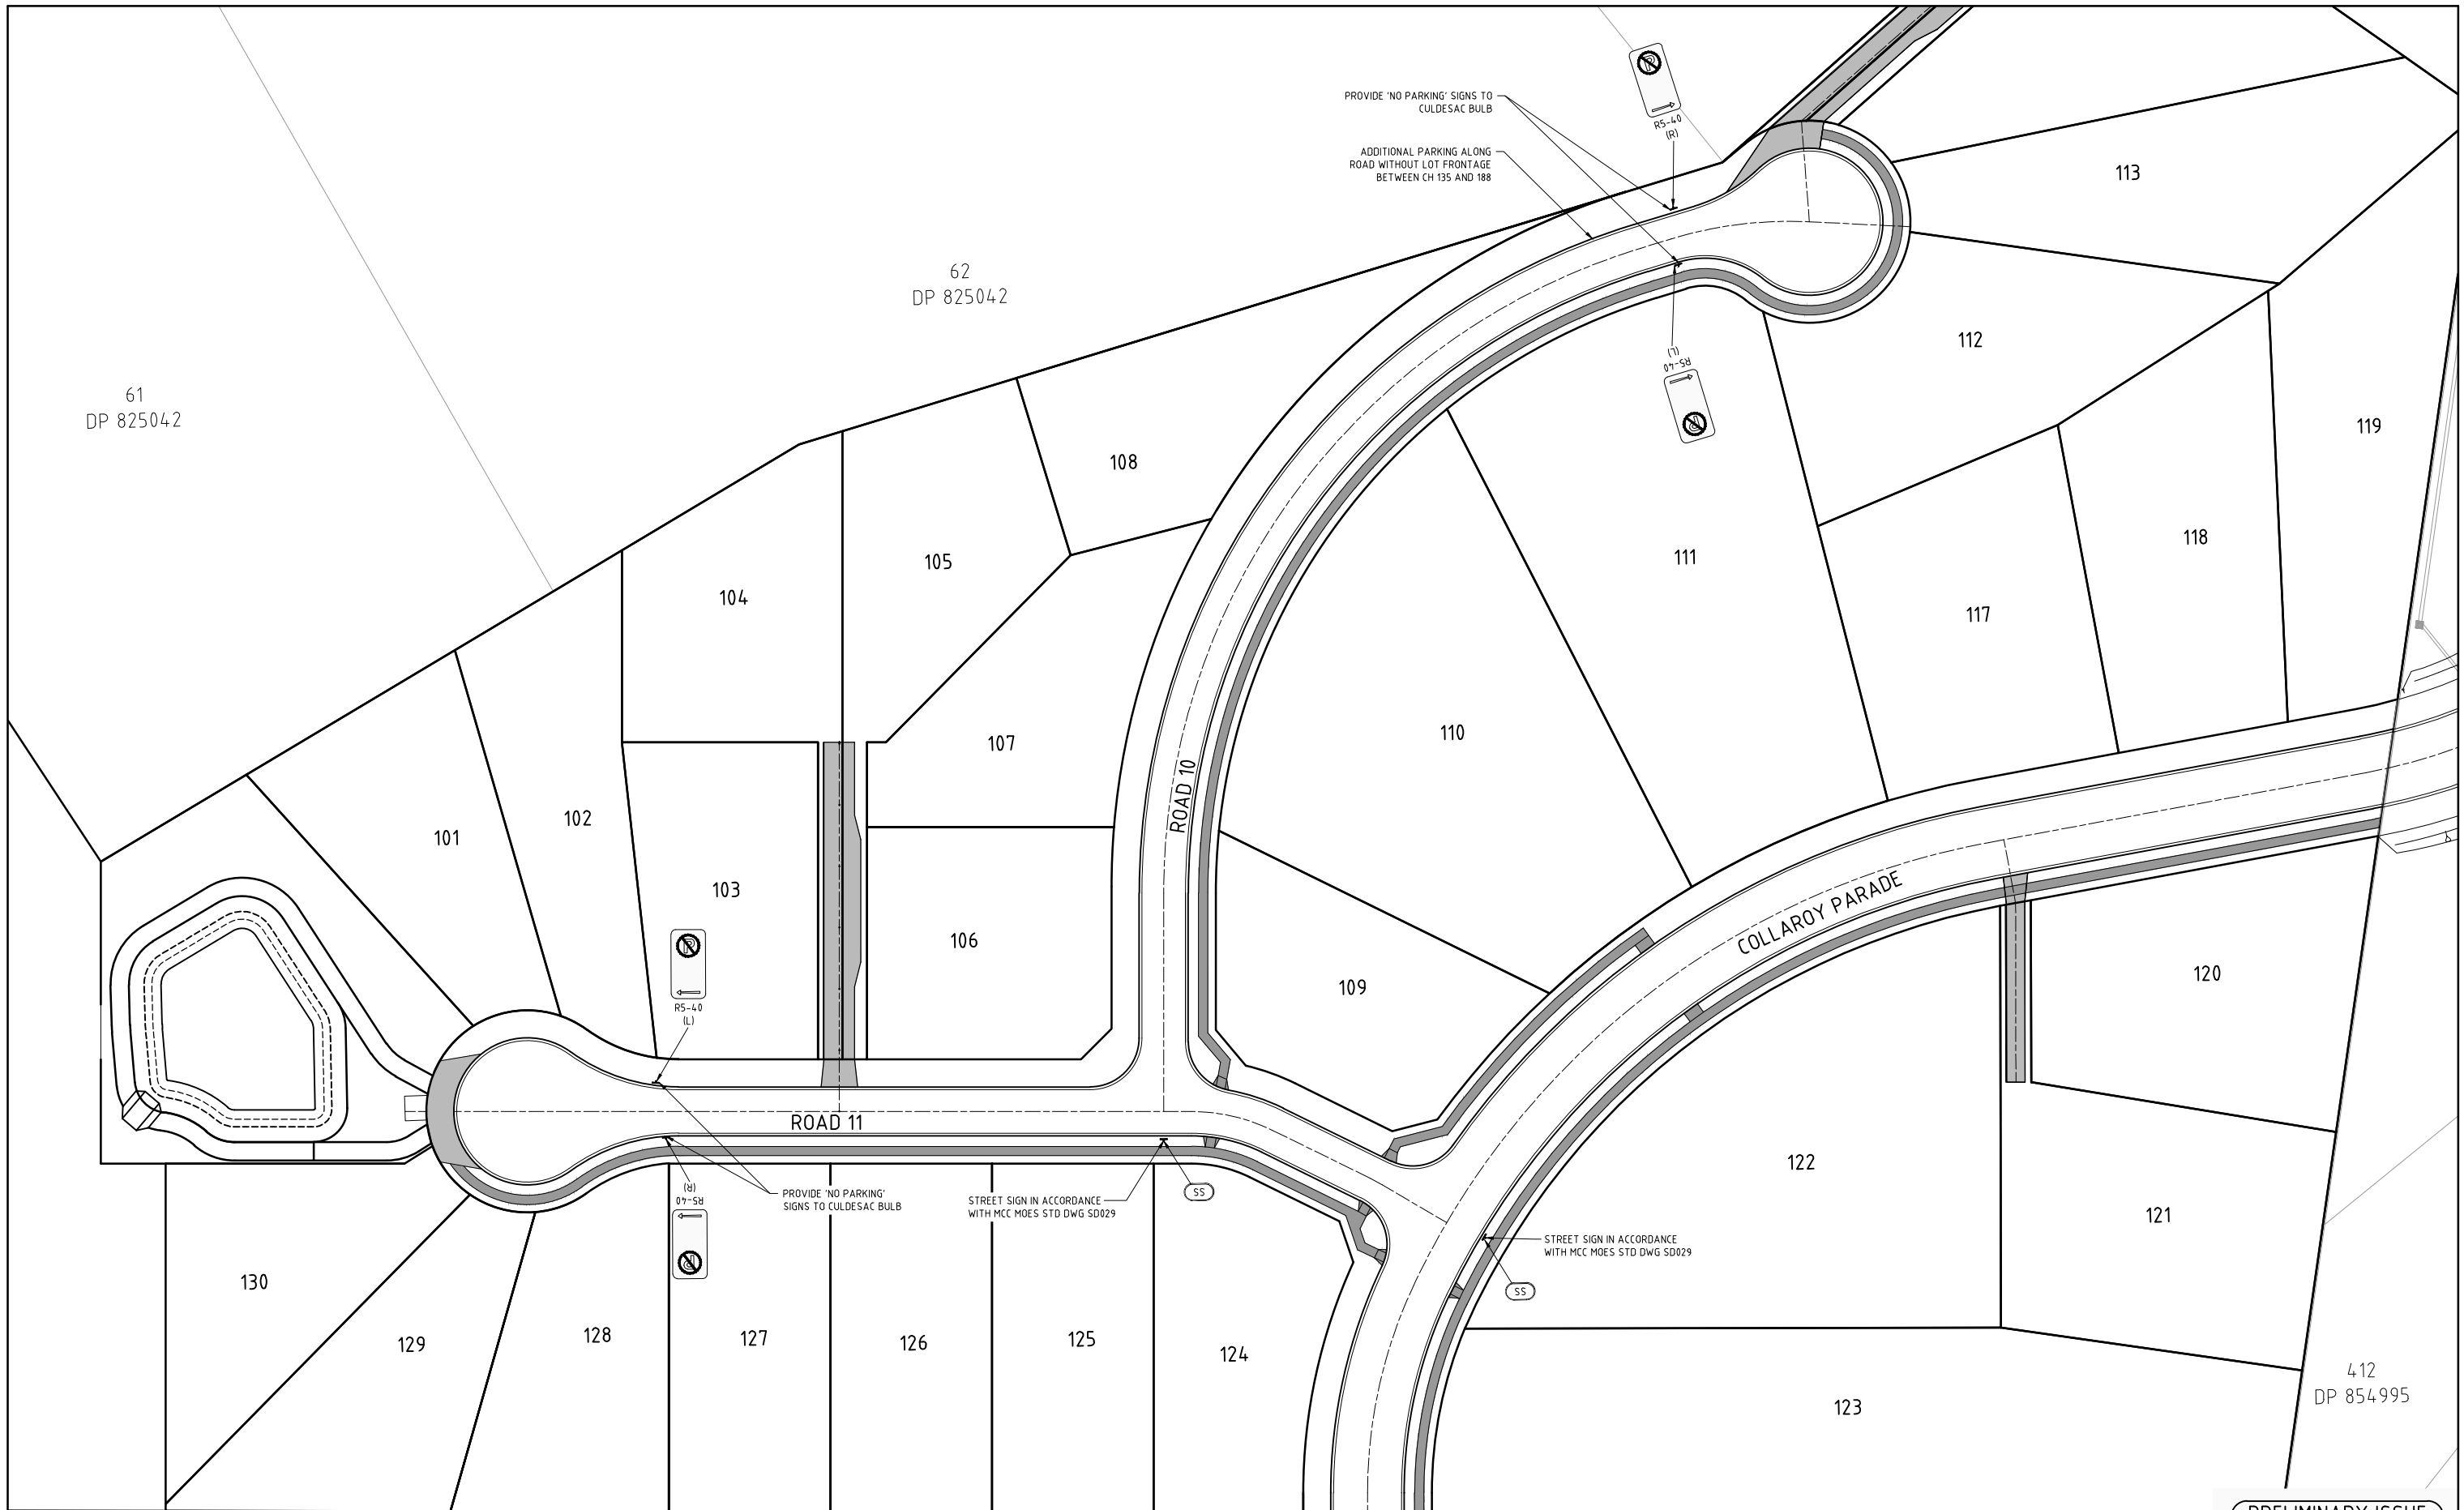 PROVIDE 'NO PARKING' SIGNS TO
CULDESAC BULB
P
R5-40
(R)
ADDITIONAL PARKING ALONG
ROAD WITHOUT LOT FRONTAGE
BETWEEN CH 135 AND 188
113
62
DP 825042
112
(L)
R5-40
P
61
DP 825042
119
108
105
111
118
104
117
110
107
ROAD 10
101
102
103
106
COLLAROY PARADE
109
120
P
R5-40
(L)
ROAD 11
122
(R)
R5-40
P
PROVIDE 'NO PARKING'
SIGNS TO CULDESAC BULB
STREET SIGN IN ACCORDANCE
WITH MCC MOES STD DWG SD029
SS
121
STREET SIGN IN ACCORDANCE
WITH MCC MOES STD DWG SD029
SS
130
129
128
127
126
125
124
123
412
DP 854995
PRELIMINARY ISSUE